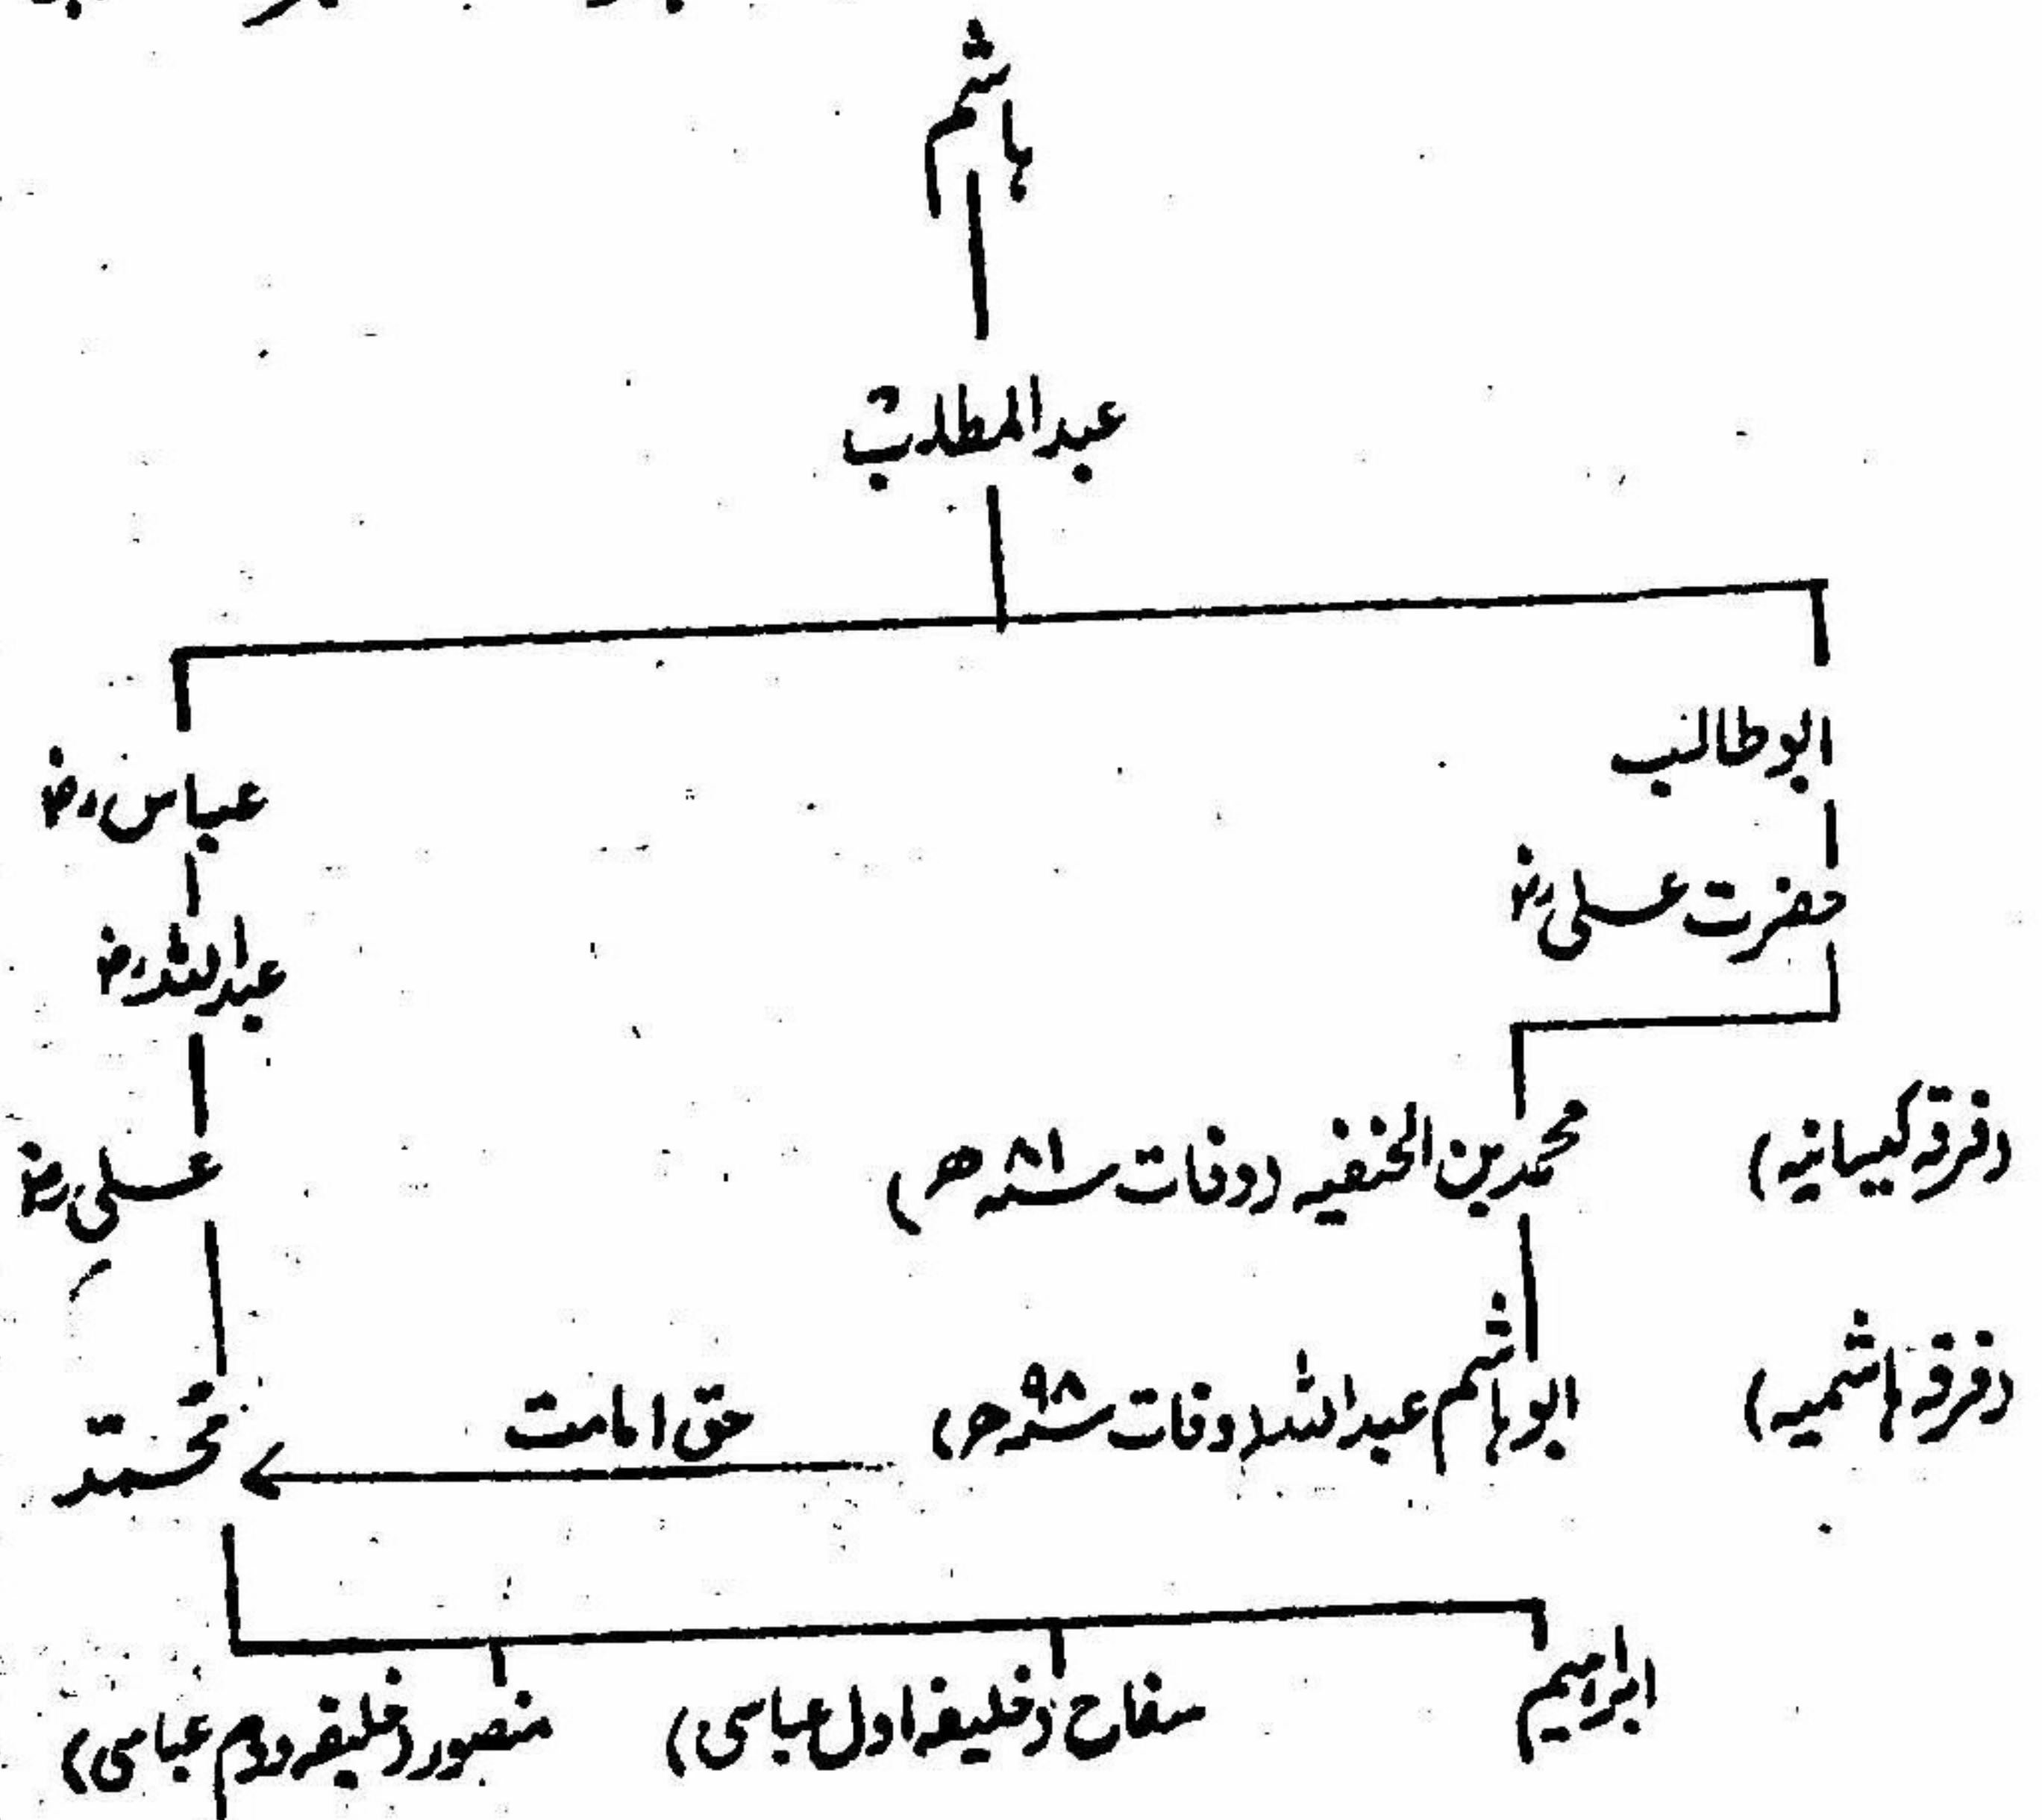 ہاشم
عبدالمطلب
ابوطالب
عباس رض
حضرت علی رض
عبداللہ رض
(فرقہ کیسانیہ) محمد بن الحنفیہ (وفات سنہ ۸۱ ھ)
علی رض
(فرقہ ہاشمیہ) ابوہاشم عبداللہ (وفات سنہ ۹۸ھ) حق امامت محمد
ابراہیم سفاح (خلیفہ اول عباسی) منصور (خلیفہ دوم عباسی)